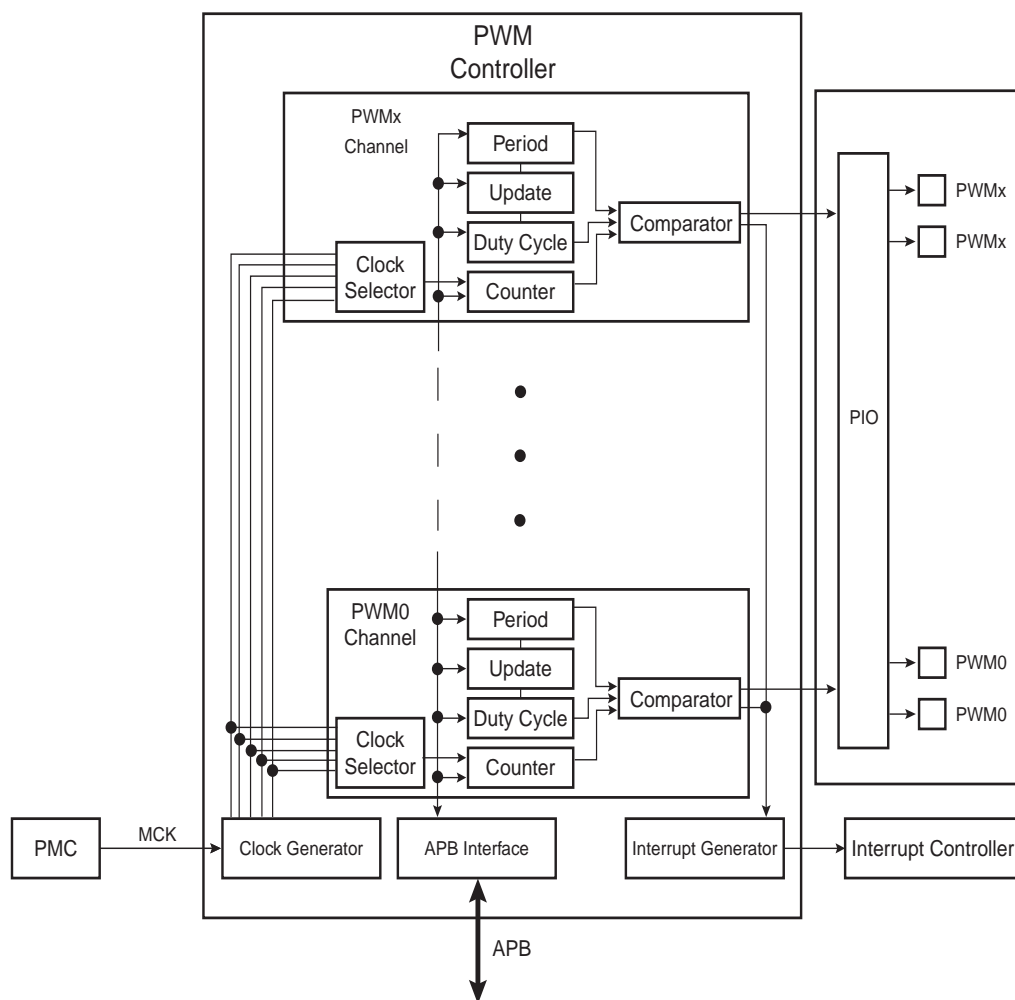 PWM
Controller
PWMx
Channel
Period
Update
Duty Cycle
Counter
Clock
Selector
Comparator
PIO
PWMx
PWMx
PWM0
Channel
Period
Update
Duty Cycle
Counter
Clock
Selector
Comparator
PWM0
PWM0
PMC
MCK
Clock Generator
APB Interface
Interrupt Generator
Interrupt Controller
APB